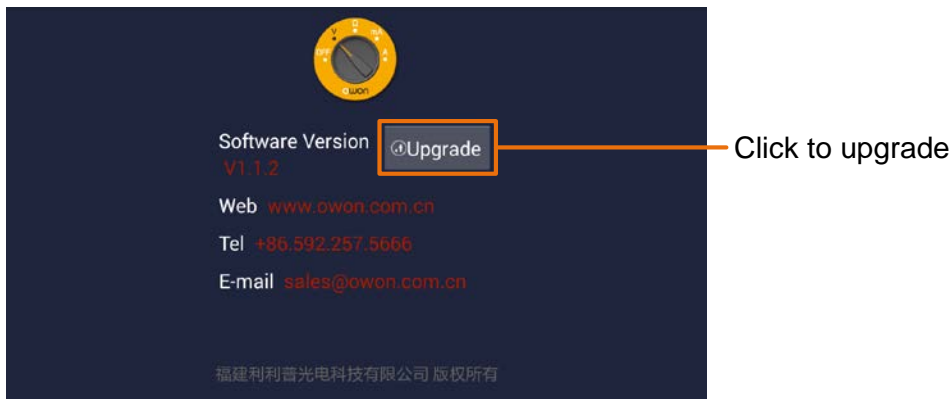 V Ω mA
OFF A
owon
Software Version Upgrade Click to upgrade
V1.1.2
Web www.owon.com.cn
Tel +86.592.257.5666
E-mail sales@owon.com.cn
福建利利普光电科技有限公司 版权所有